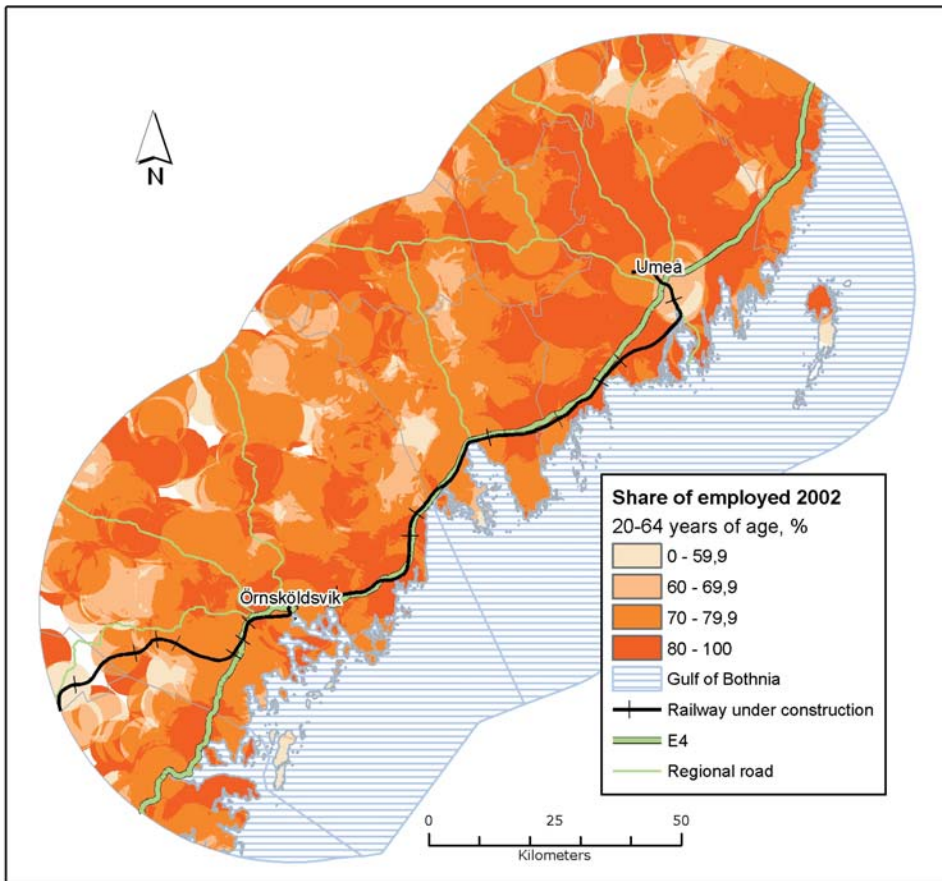 N
Umeå
Örnsköldsvik
Share of employed 2002
20-64 years of age, %
0 - 59,9
60 - 69,9
70 - 79,9
80 - 100
Gulf of Bothnia
Railway under construction
E4
Regional road
0 25 50
Kilometers